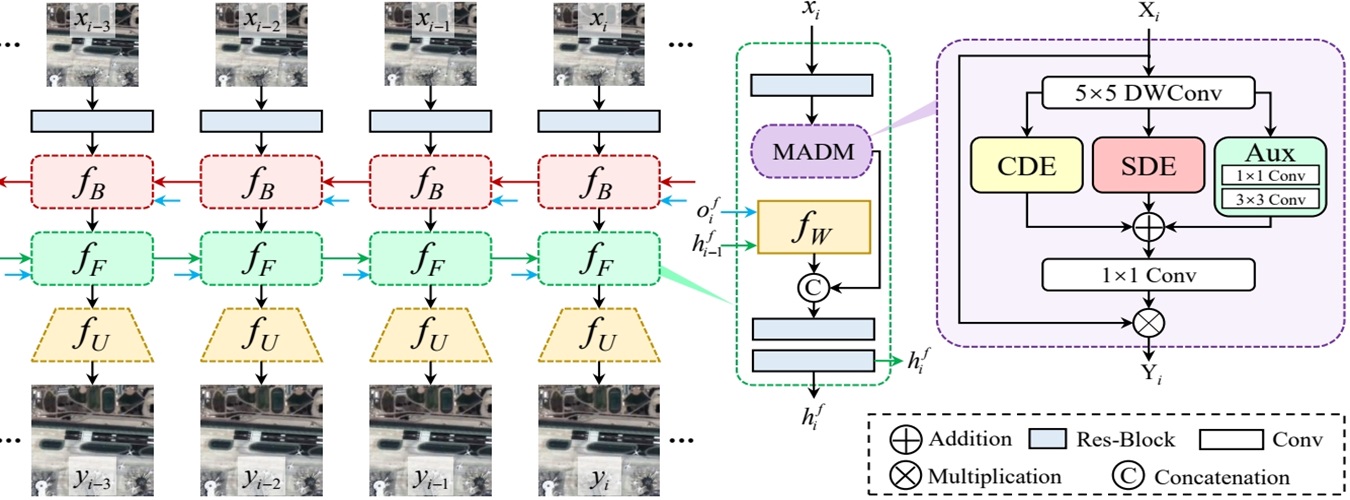 ... x_{i−3} x_{i−2} x_{i−1} x_i ...
f_B f_B f_B f_B
f_F f_F f_F f_F
f_U f_U f_U f_U
... y_{i−3} y_{i−2} y_{i−1} y_i ...
x_i
MADM
o_i^f
h_{i−1}^f
f_W
C
h_i^f
h_i^f
X_i
5×5 DWConv
CDE
SDE
Aux
1×1 Conv
3×3 Conv
1×1 Conv
Y_i
Addition Res-Block Conv
Multiplication C Concatenation